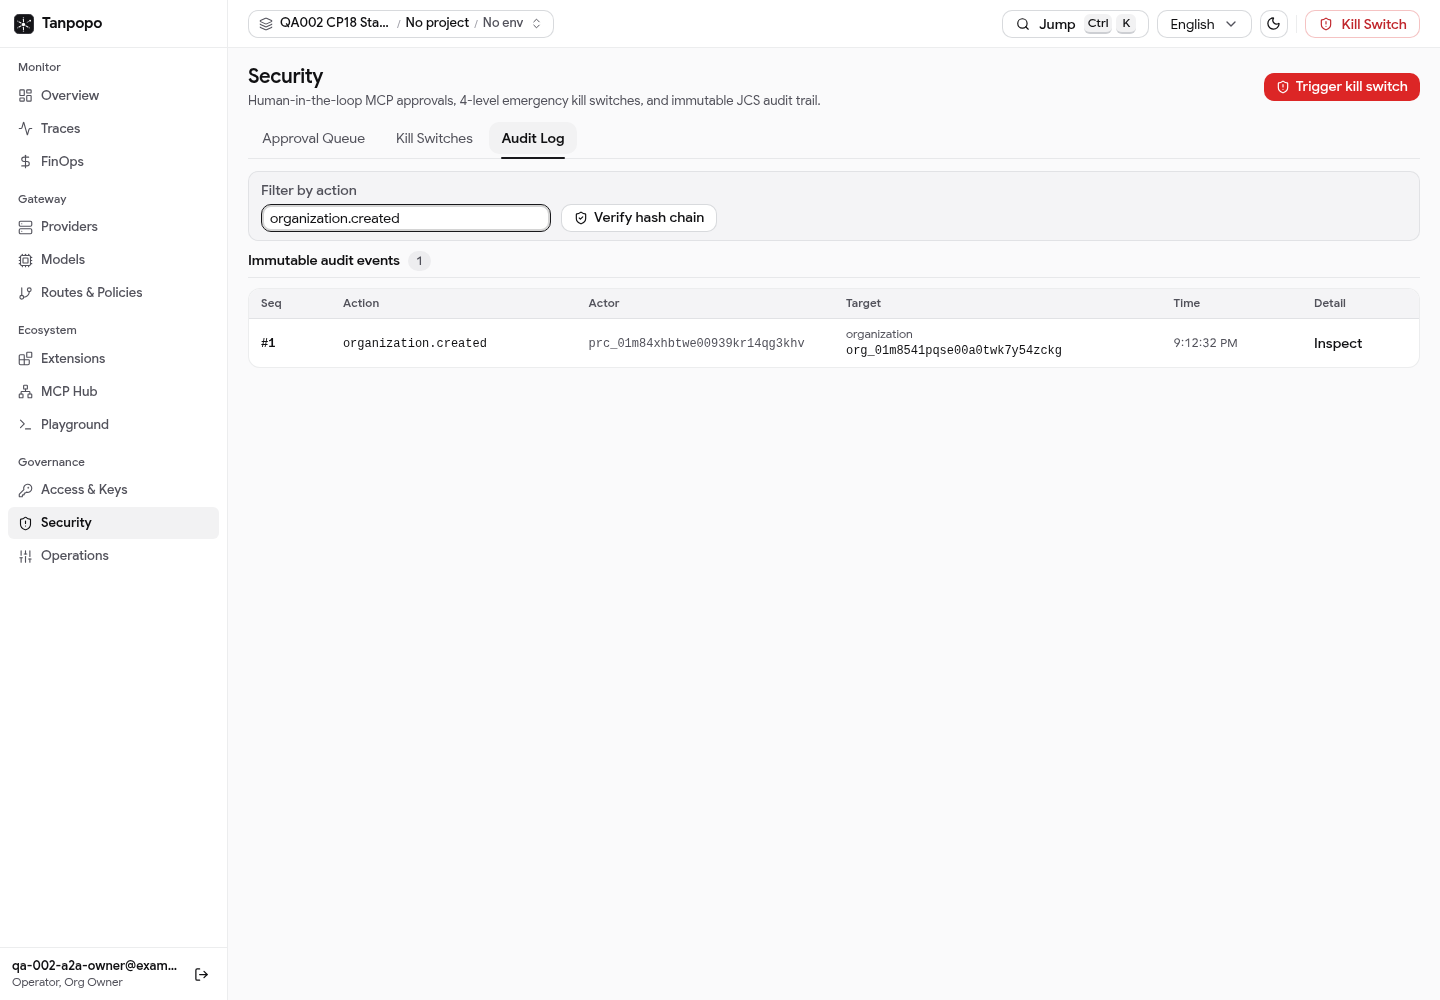 Tanpopo
QA002 CP18 Sta... / No project / No env
Jump Ctrl K
English
Kill Switch
Monitor
Overview
Traces
FinOps
Gateway
Providers
Models
Routes & Policies
Ecosystem
Extensions
MCP Hub
Playground
Governance
Access & Keys
Security
Operations
qa-002-a2a-owner@exam...
Operator, Org Owner
Security
Human-in-the-loop MCP approvals, 4-level emergency kill switches, and immutable JCS audit trail.
Trigger kill switch
Approval Queue Kill Switches Audit Log
Filter by action
organization.created
Verify hash chain
Immutable audit events 1
Seq Action Actor Target Time Detail
#1 organization.created prc_01m84xhbtwe00939kr14qg3khv organization 9:12:32 PM Inspect
org_01m8541pqse00a0twk7y54zckg